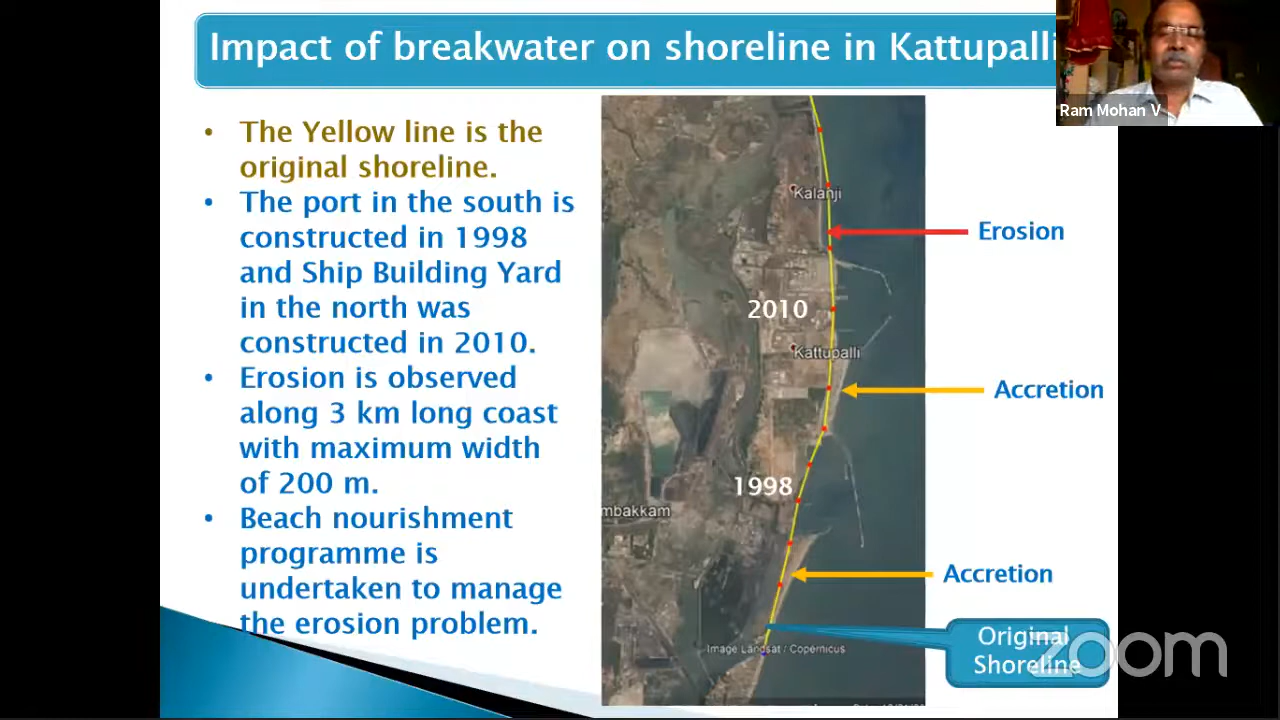 Impact of breakwater on shoreline in Kattupalli
Ram Mohan V
• The Yellow line is the
original shoreline.
• The port in the south is
constructed in 1998
and Ship Building Yard
in the north was
constructed in 2010.
• Erosion is observed
along 3 km long coast
with maximum width
of 200 m.
• Beach nourishment
programme is
undertaken to manage
the erosion problem.
Kalanji
Erosion
2010
Kattupalli
Accretion
1998
mbakkam
Accretion
Image Landsat / Copernicus
Original
Shoreline
zoom